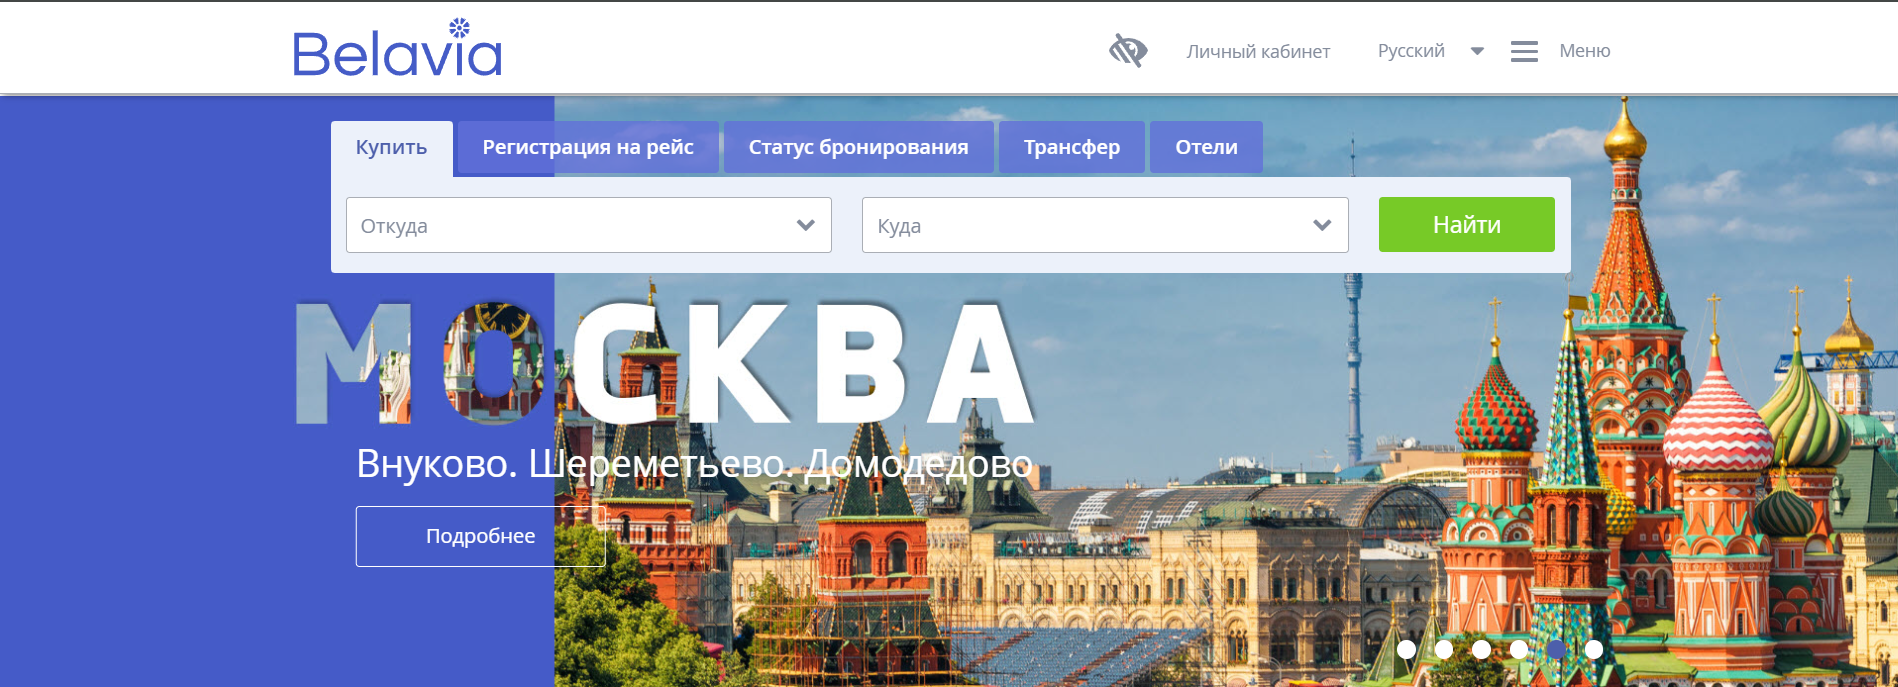 Belavia
Личный кабинет
Русский
Меню
Купить
Регистрация на рейс
Статус бронирования
Трансфер
Отели
Откуда
Куда
Найти
МОСКВА
Внуково. Шереметьево. Домодедово
Подробнее